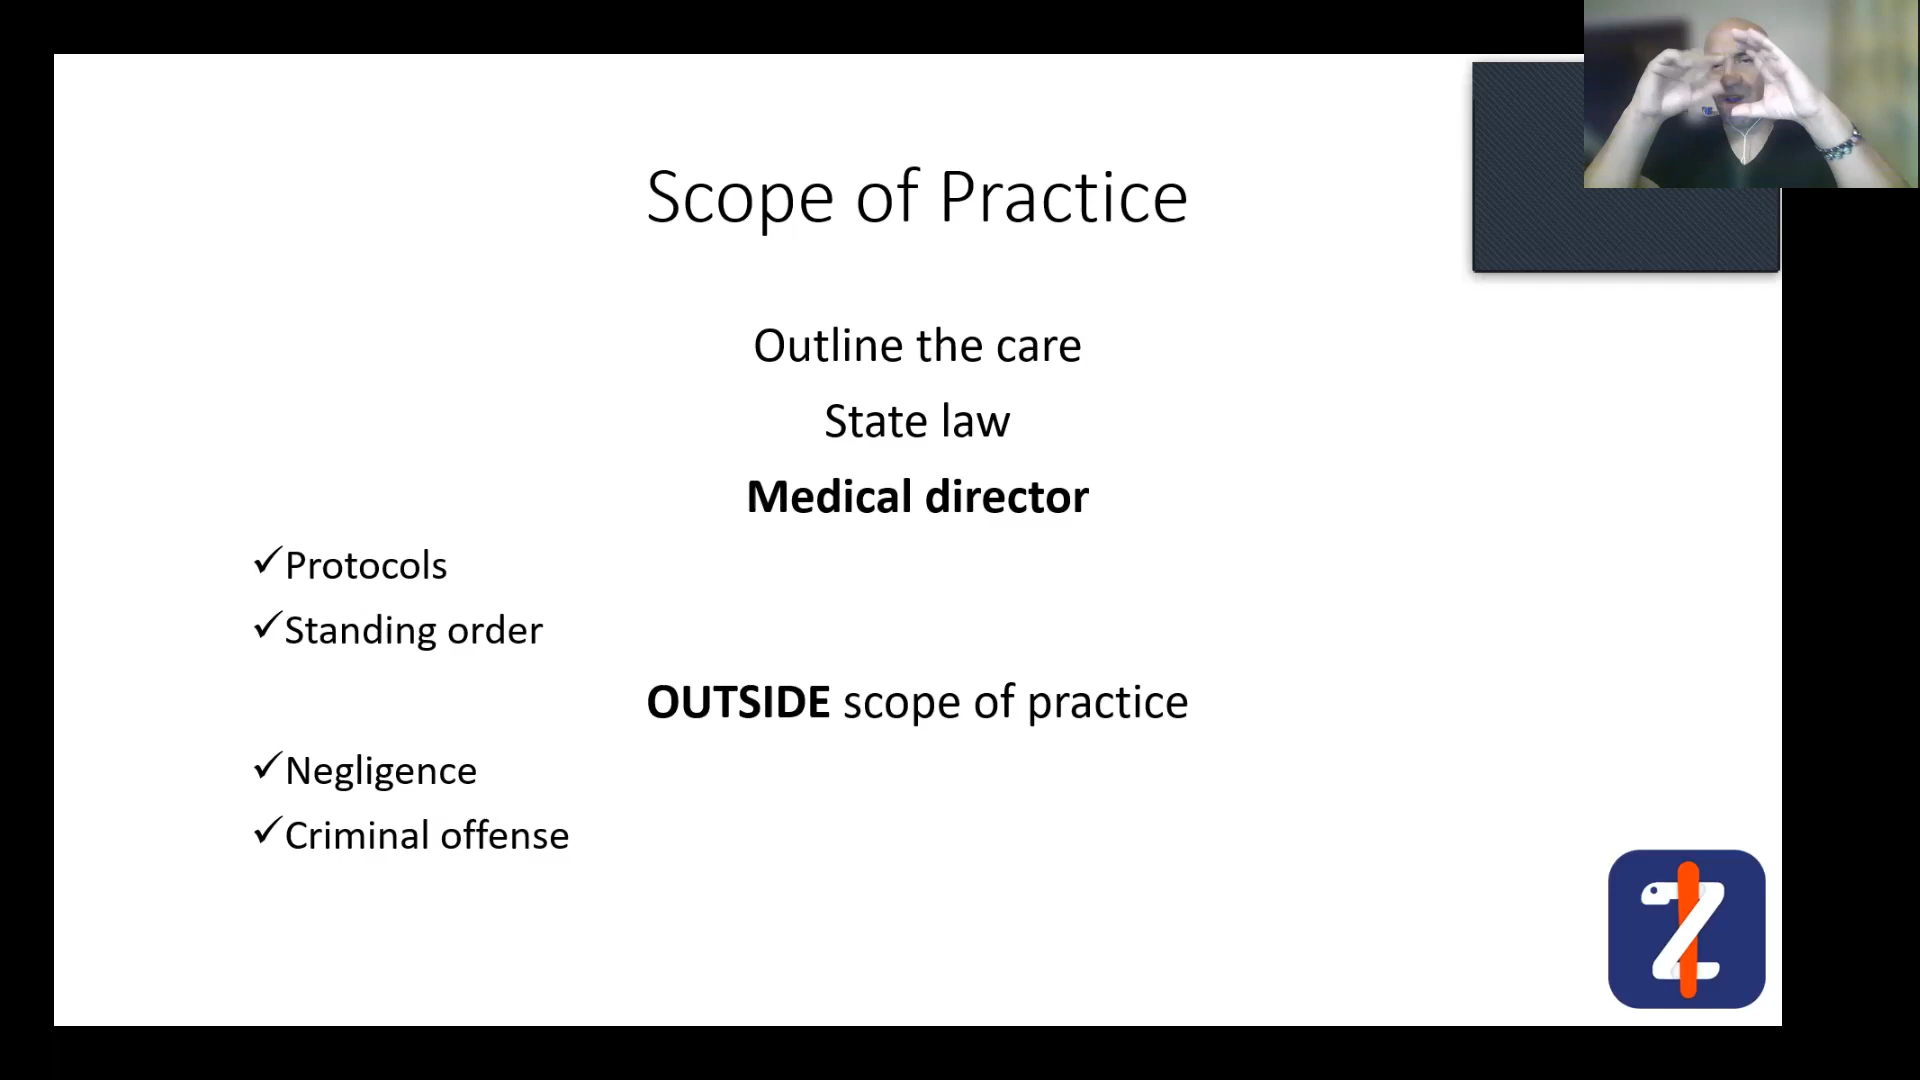 Scope of Practice
Outline the care
State law
Medical director
✓Protocols
✓Standing order
OUTSIDE scope of practice
✓Negligence
✓Criminal offense